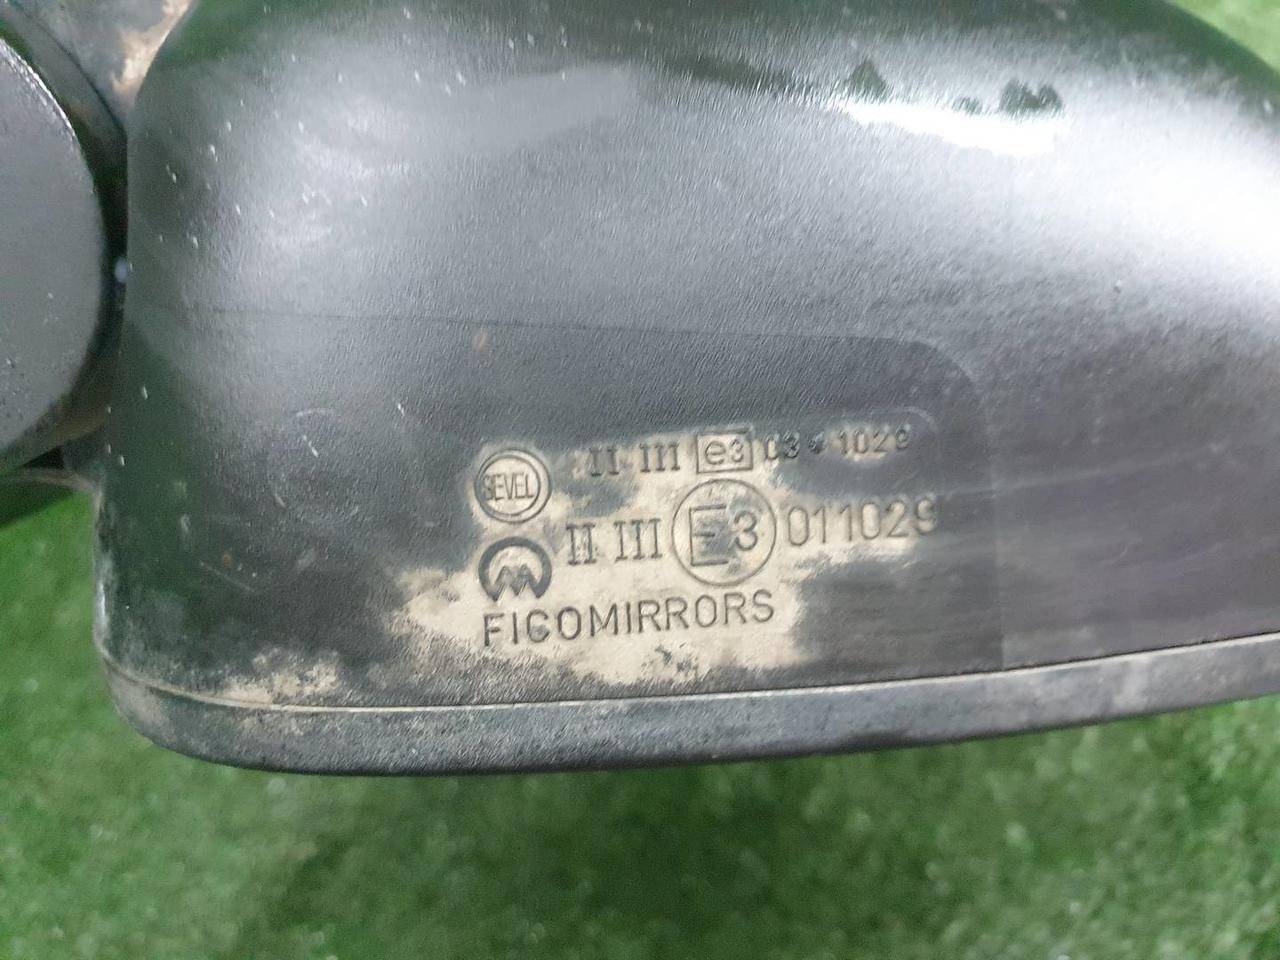 SEVEL II III e3 03*1029
II III E3 011029
FICOMIRRORS